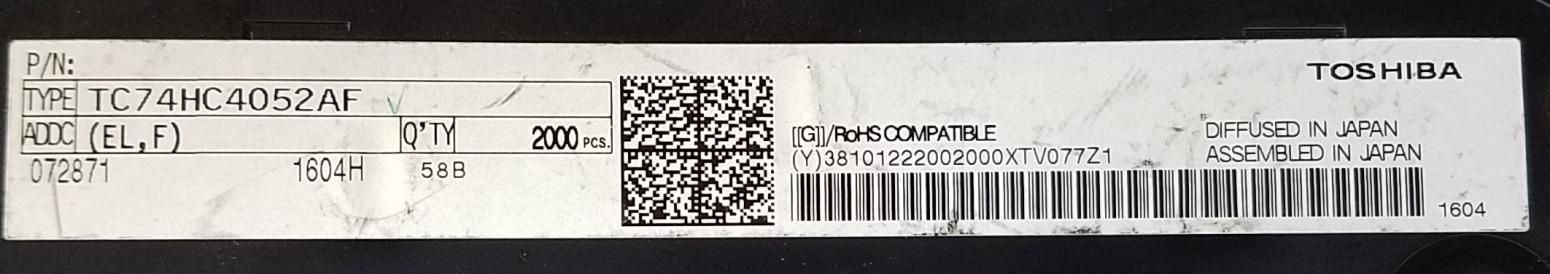 P/N:
TYPE TC74HC4052AF
ADDC (EL,F) Q'TY 2000 PCS.
072871 1604H 58B
TOSHIBA
[[G]]/RoHS COMPATIBLE
(Y)38101222002000XTV077Z1
DIFFUSED IN JAPAN
ASSEMBLED IN JAPAN
1604